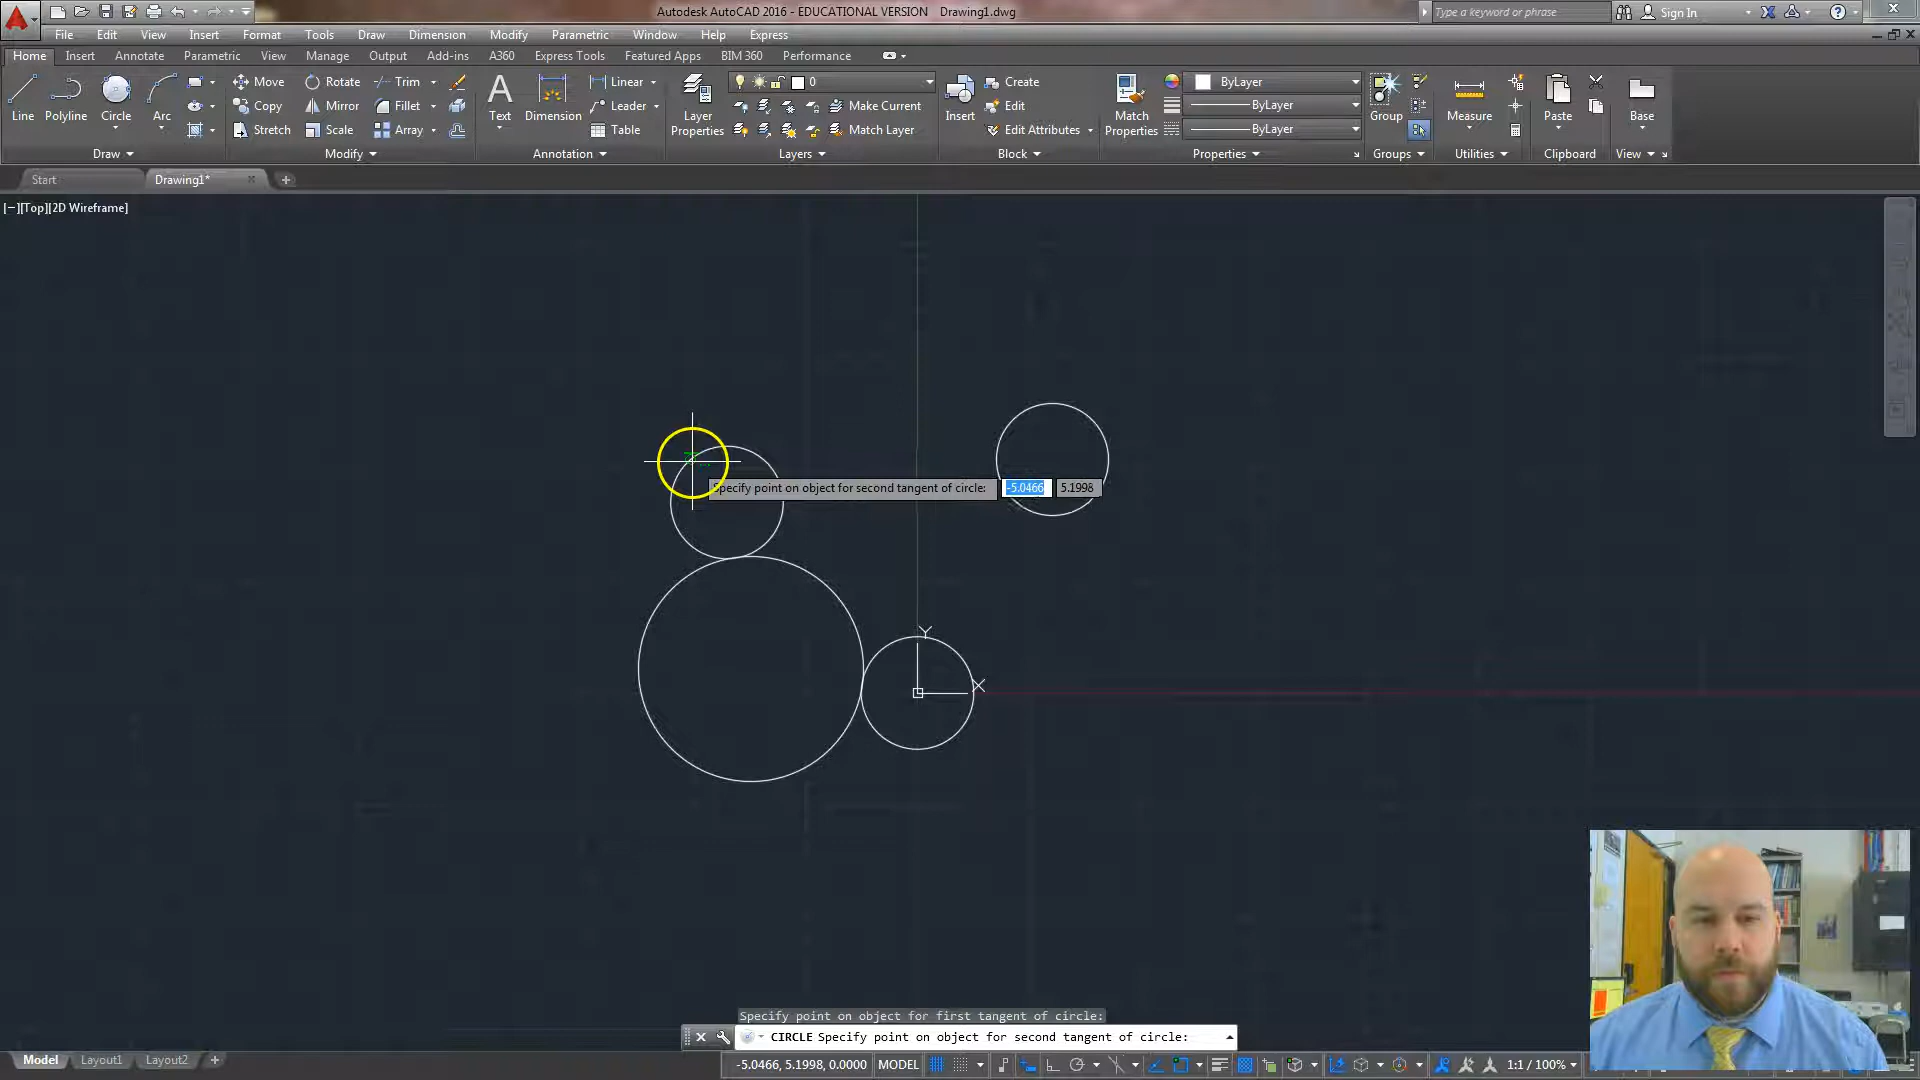 Autodesk AutoCAD 2016 - EDUCATIONAL VERSION Drawing1.dwg
Type a keyword or phrase
Sign In
File Edit View Insert Format Tools Draw Dimension Modify Parametric Window Help Express
Home Insert Annotate Parametric View Manage Output Add-ins A360 Express Tools Featured Apps BIM 360 Performance
Move Rotate Trim Linear 0 Create ByLayer
Copy Mirror Fillet Leader Make Current Edit ByLayer
Line Polyline Circle Arc Text Dimension Layer Properties Insert Match Properties Group Measure Paste Base
Stretch Scale Array Table Match Layer Edit Attributes ByLayer
Draw Modify Annotation Layers Block Properties Groups Utilities Clipboard View
Start Drawing1*
[−][Top][2D Wireframe]
Specify point on object for second tangent of circle: -5.0466 5.1998
Y
X
Specify point on object for first tangent of circle:
CIRCLE Specify point on object for second tangent of circle:
Model Layout1 Layout2
-5.0466, 5.1998, 0.0000 MODEL 1:1 / 100%